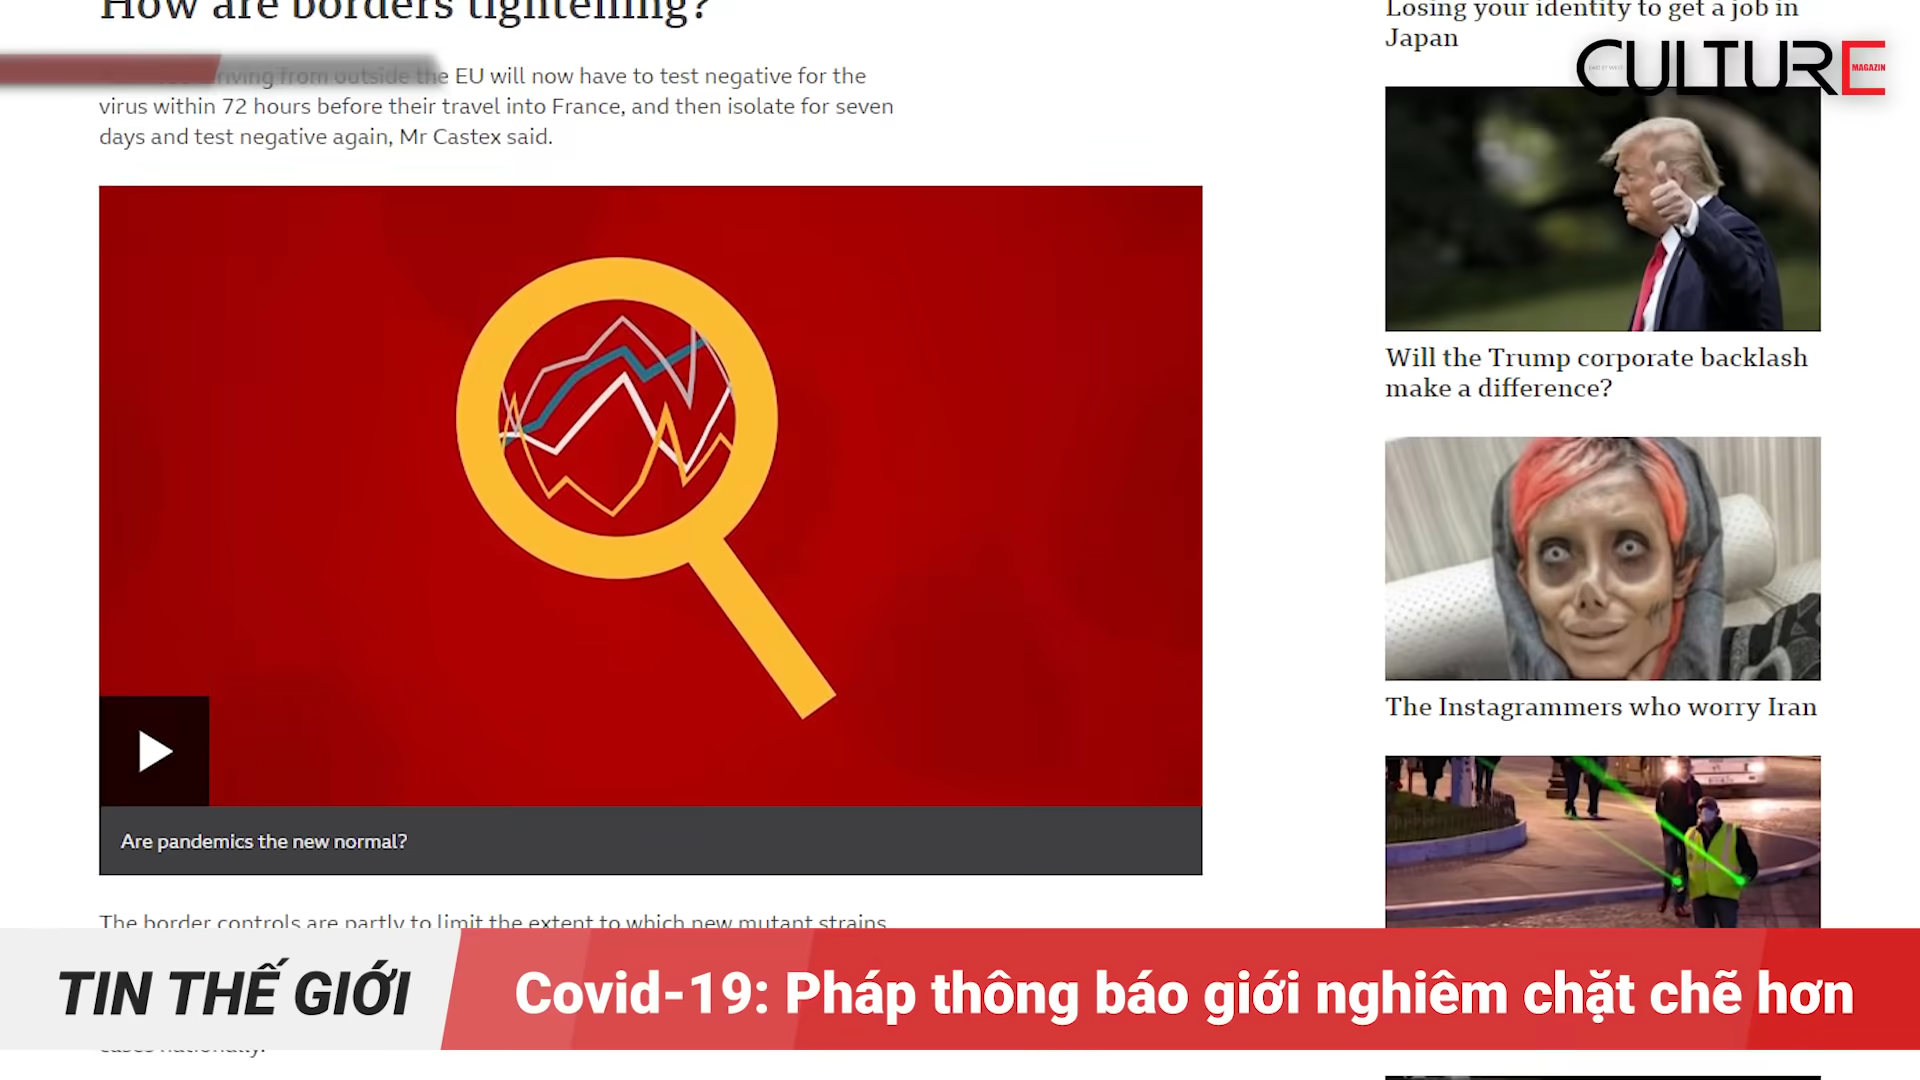 How are borders tightening?
arriving from outside the EU will now have to test negative for the
virus within 72 hours before their travel into France, and then isolate for seven
days and test negative again, Mr Castex said.
Are pandemics the new normal?
The border controls are partly to limit the extent to which new mutant strains
cases nationally.
Losing your identity to get a job in
Japan
CULTURE
MAGAZIN
Will the Trump corporate backlash
make a difference?
The Instagrammers who worry Iran
TIN THẾ GIỚI
Covid-19: Pháp thông báo giới nghiêm chặt chẽ hơn